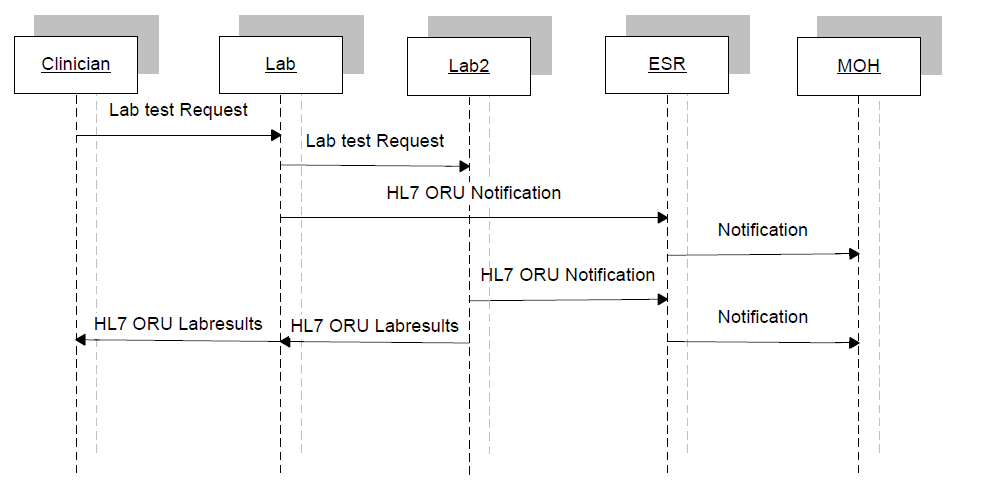 Clinician
Lab
Lab2
ESR
MOH
Lab test Request
Lab test Request
HL7 ORU Notification
Notification
HL7 ORU Notification
Notification
HL7 ORU Labresults
HL7 ORU Labresults